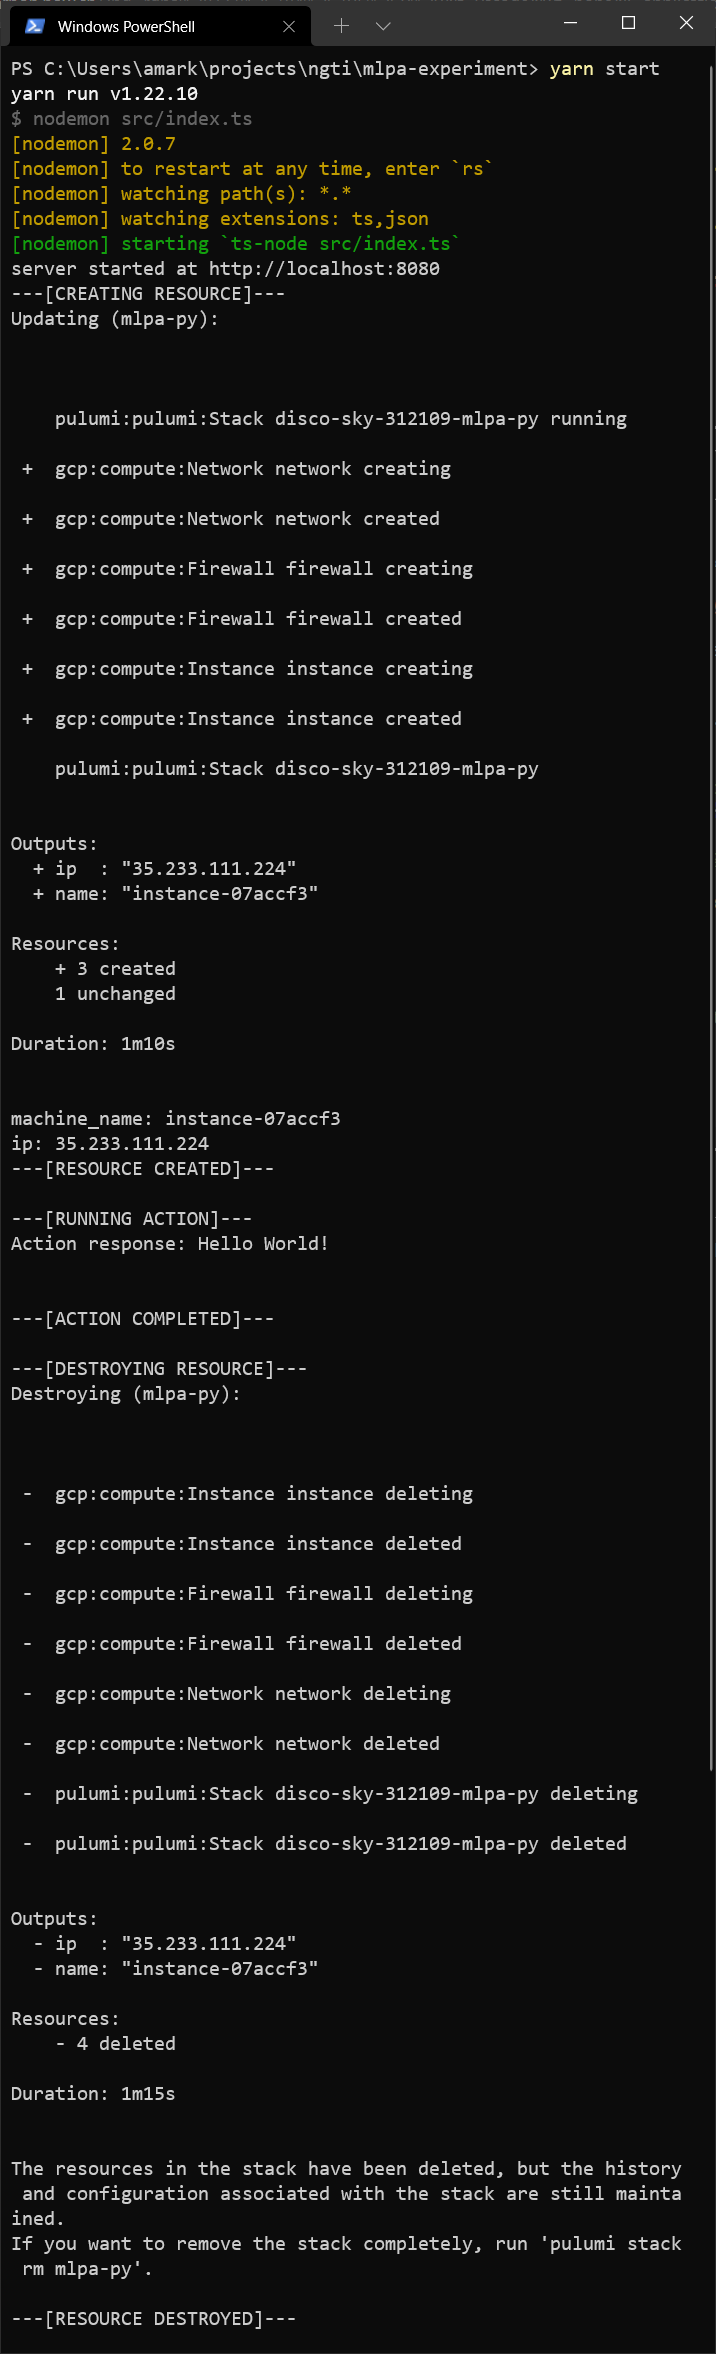 Windows PowerShell
PS C:\Users\amark\projects\ngti\mlpa-experiment> yarn start
yarn run v1.22.10
$ nodemon src/index.ts
[nodemon] 2.0.7
[nodemon] to restart at any time, enter `rs`
[nodemon] watching path(s): *.*
[nodemon] watching extensions: ts,json
[nodemon] starting `ts-node src/index.ts`
server started at http://localhost:8080
---[CREATING RESOURCE]---
Updating (mlpa-py):
pulumi:pulumi:Stack disco-sky-312109-mlpa-py running
+ gcp:compute:Network network creating
+ gcp:compute:Network network created
+ gcp:compute:Firewall firewall creating
+ gcp:compute:Firewall firewall created
+ gcp:compute:Instance instance creating
+ gcp:compute:Instance instance created
pulumi:pulumi:Stack disco-sky-312109-mlpa-py
Outputs:
+ ip  : "35.233.111.224"
+ name: "instance-07accf3"
Resources:
+ 3 created
1 unchanged
Duration: 1m10s
machine_name: instance-07accf3
ip: 35.233.111.224
---[RESOURCE CREATED]---
---[RUNNING ACTION]---
Action response: Hello World!
---[ACTION COMPLETED]---
---[DESTROYING RESOURCE]---
Destroying (mlpa-py):
- gcp:compute:Instance instance deleting
- gcp:compute:Instance instance deleted
- gcp:compute:Firewall firewall deleting
- gcp:compute:Firewall firewall deleted
- gcp:compute:Network network deleting
- gcp:compute:Network network deleted
- pulumi:pulumi:Stack disco-sky-312109-mlpa-py deleting
- pulumi:pulumi:Stack disco-sky-312109-mlpa-py deleted
Outputs:
- ip  : "35.233.111.224"
- name: "instance-07accf3"
Resources:
- 4 deleted
Duration: 1m15s
The resources in the stack have been deleted, but the history
and configuration associated with the stack are still mainta
ined.
If you want to remove the stack completely, run 'pulumi stack
rm mlpa-py'.
---[RESOURCE DESTROYED]---